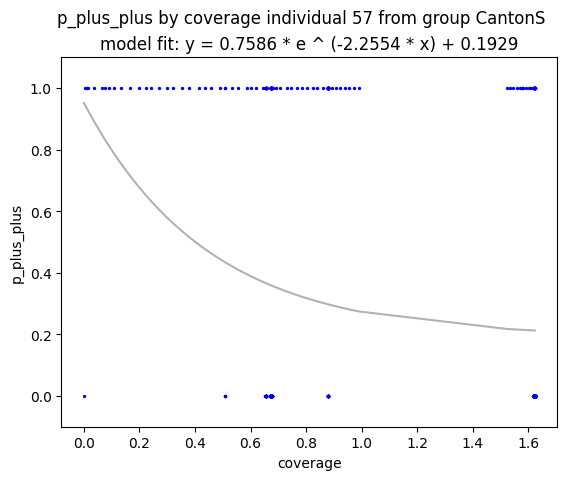 p_plus_plus by coverage individual 57 from group CantonS
model fit: y = 0.7586 * e ^ (-2.2554 * x) + 0.1929
1.0
0.8
0.6
0.4
0.2
0.0
p_plus_plus
0.0 0.2 0.4 0.6 0.8 1.0 1.2 1.4 1.6
coverage